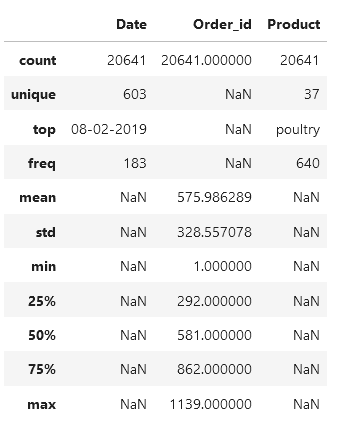 Date Order_id Product
count 20641 20641.000000 20641
unique 603 NaN 37
top 08-02-2019 NaN poultry
freq 183 NaN 640
mean NaN 575.986289 NaN
std NaN 328.557078 NaN
min NaN 1.000000 NaN
25% NaN 292.000000 NaN
50% NaN 581.000000 NaN
75% NaN 862.000000 NaN
max NaN 1139.000000 NaN